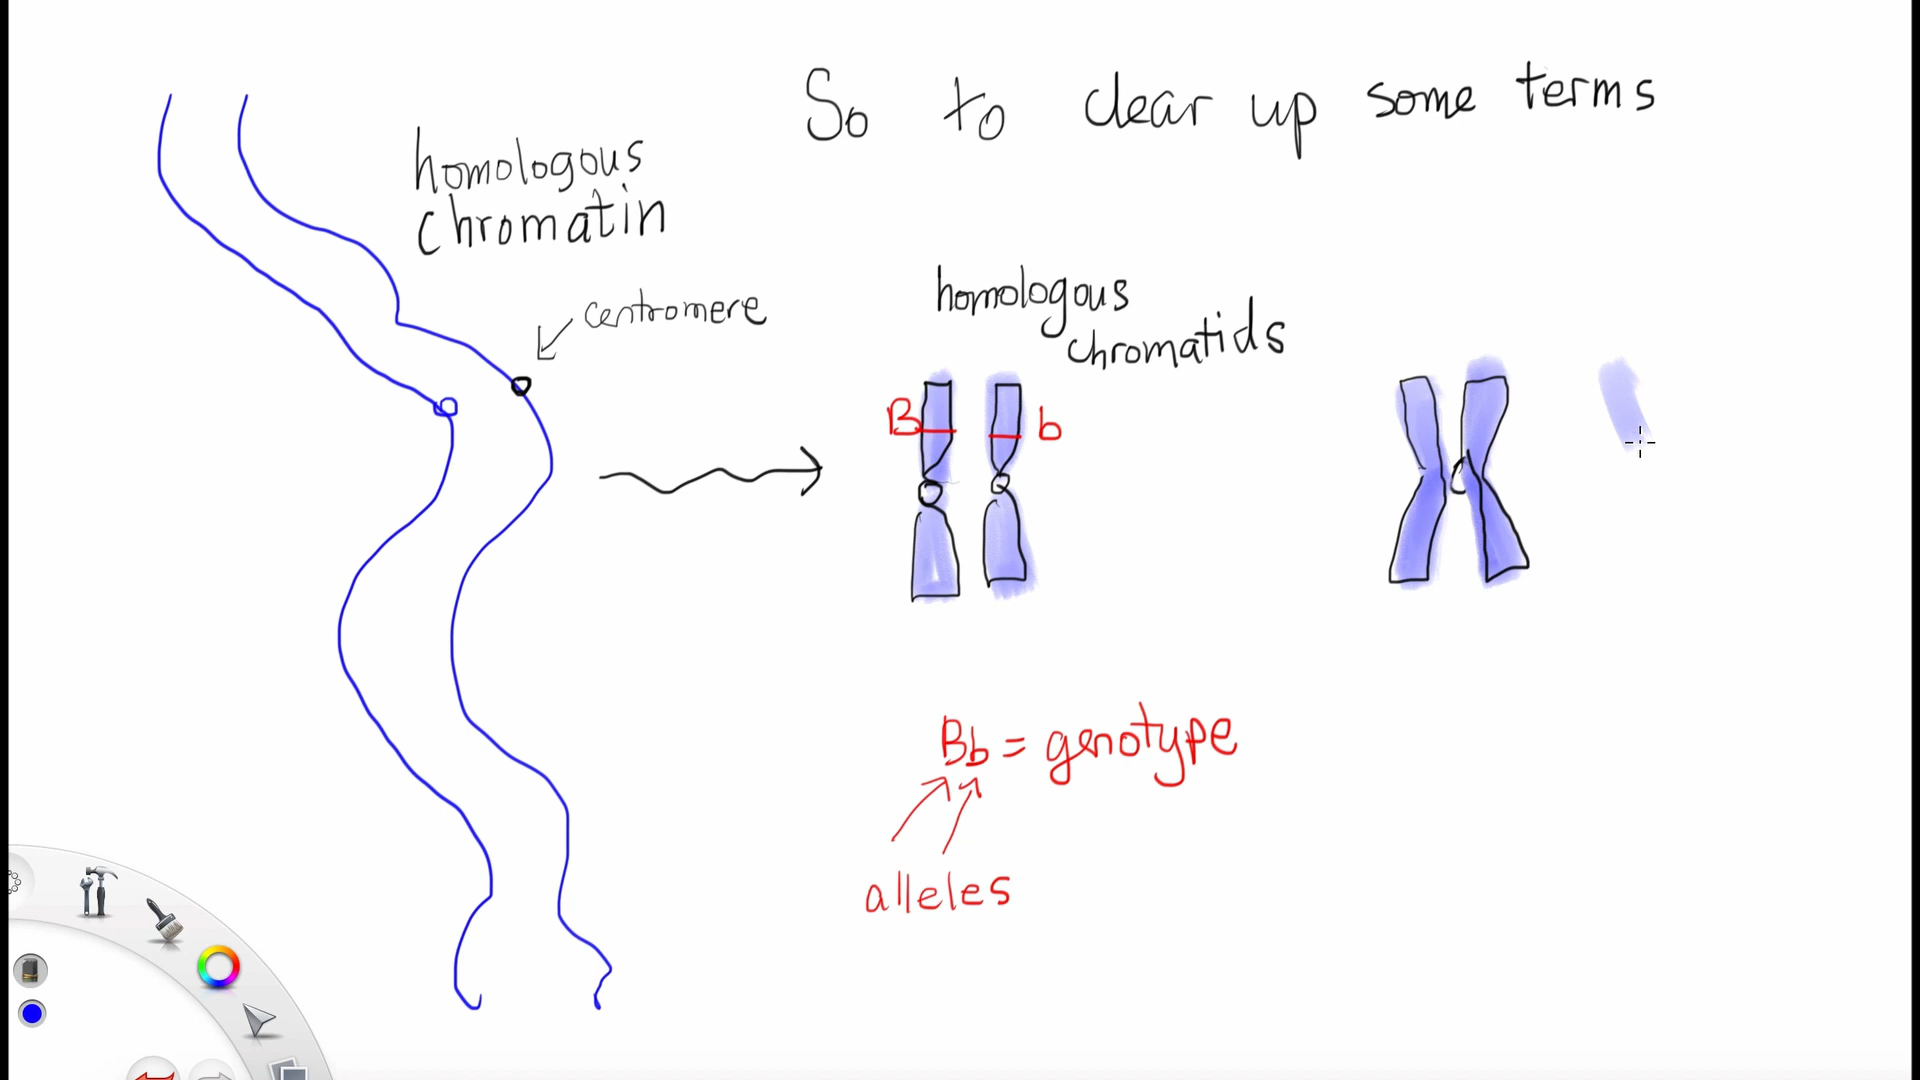 So to clear up some terms
homologous
chromatin
centromere
homologous
chromatids
B
b
Bb = genotype
alleles